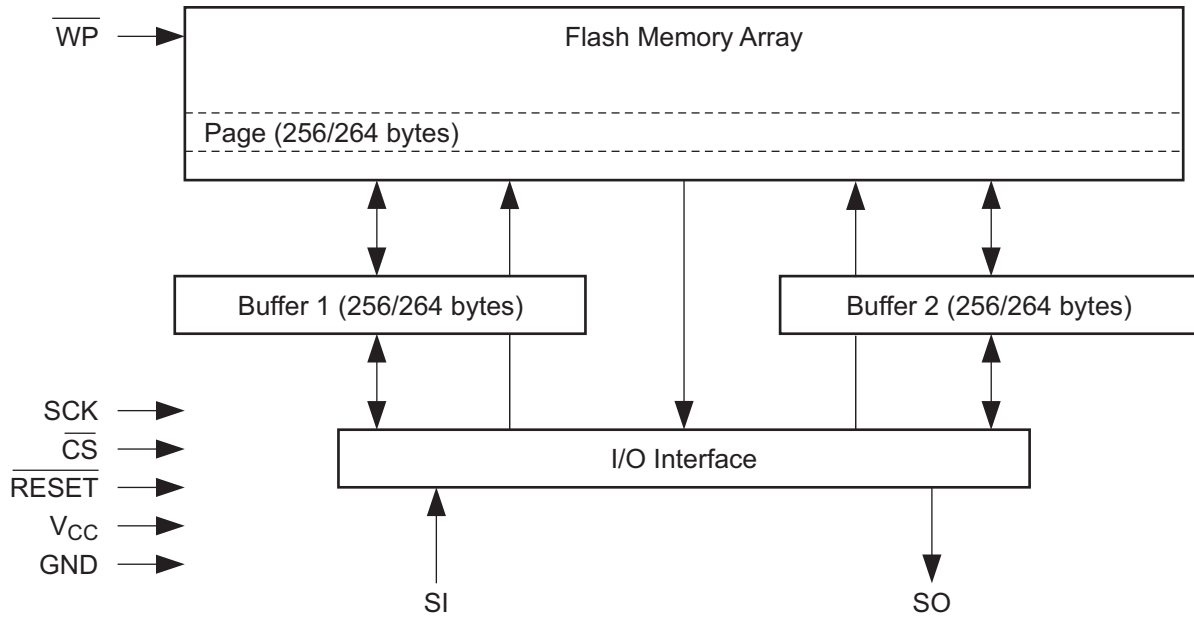 WP
Flash Memory Array
Page (256/264 bytes)
Buffer 1 (256/264 bytes)
Buffer 2 (256/264 bytes)
SCK
CS
RESET
VCC
GND
I/O Interface
SI
SO